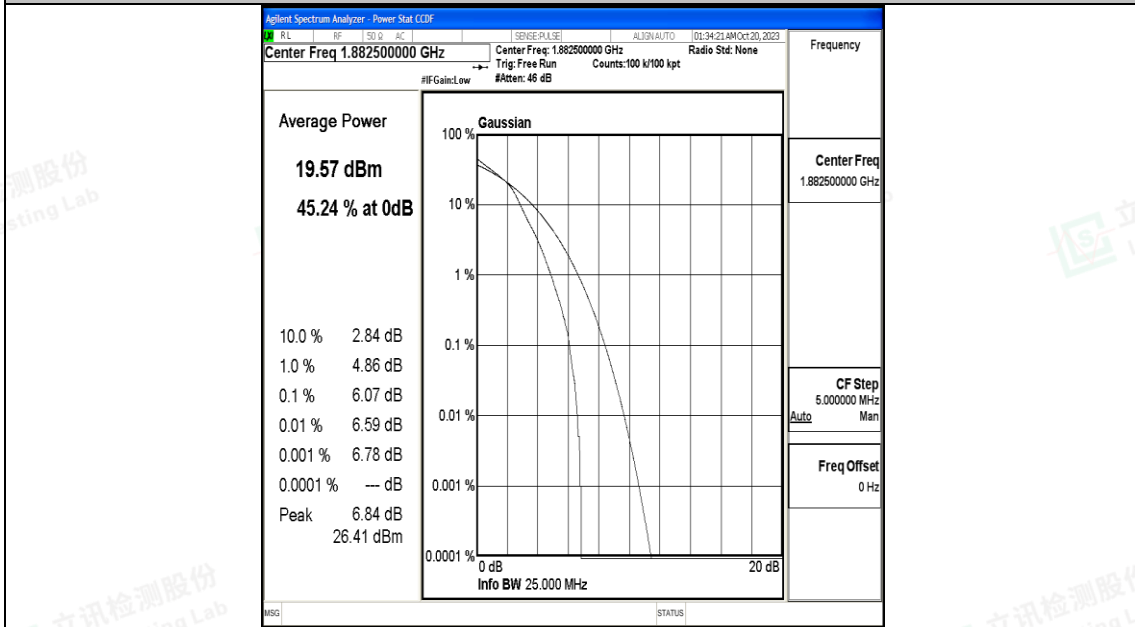 Agilent Spectrum Analyzer - Power Stat CCDF
RL RF 50 Ω AC SENSE:PULSE ALIGN AUTO 01:34:21 AM Oct 20, 2023
Center Freq 1.882500000 GHz
Center Freq: 1.882500000 GHz Radio Std: None
Trig: Free Run Counts:100 k/100 kpt
#IFGain:Low #Atten: 46 dB
Frequency
Average Power
19.57 dBm
45.24 % at 0dB
10.0 % 2.84 dB
1.0 % 4.86 dB
0.1 % 6.07 dB
0.01 % 6.59 dB
0.001 % 6.78 dB
0.0001 % --- dB
Peak 6.84 dB
26.41 dBm
Gaussian
100 %
10 %
1 %
0.1 %
0.01 %
0.001 %
0.0001 %
0 dB 20 dB
Info BW 25.000 MHz
Center Freq
1.882500000 GHz
CF Step
5.000000 MHz
Auto Man
Freq Offset
0 Hz
MSG STATUS
测股份
sting Lab
立讯检测股份
ng Lab
立讯检测股份